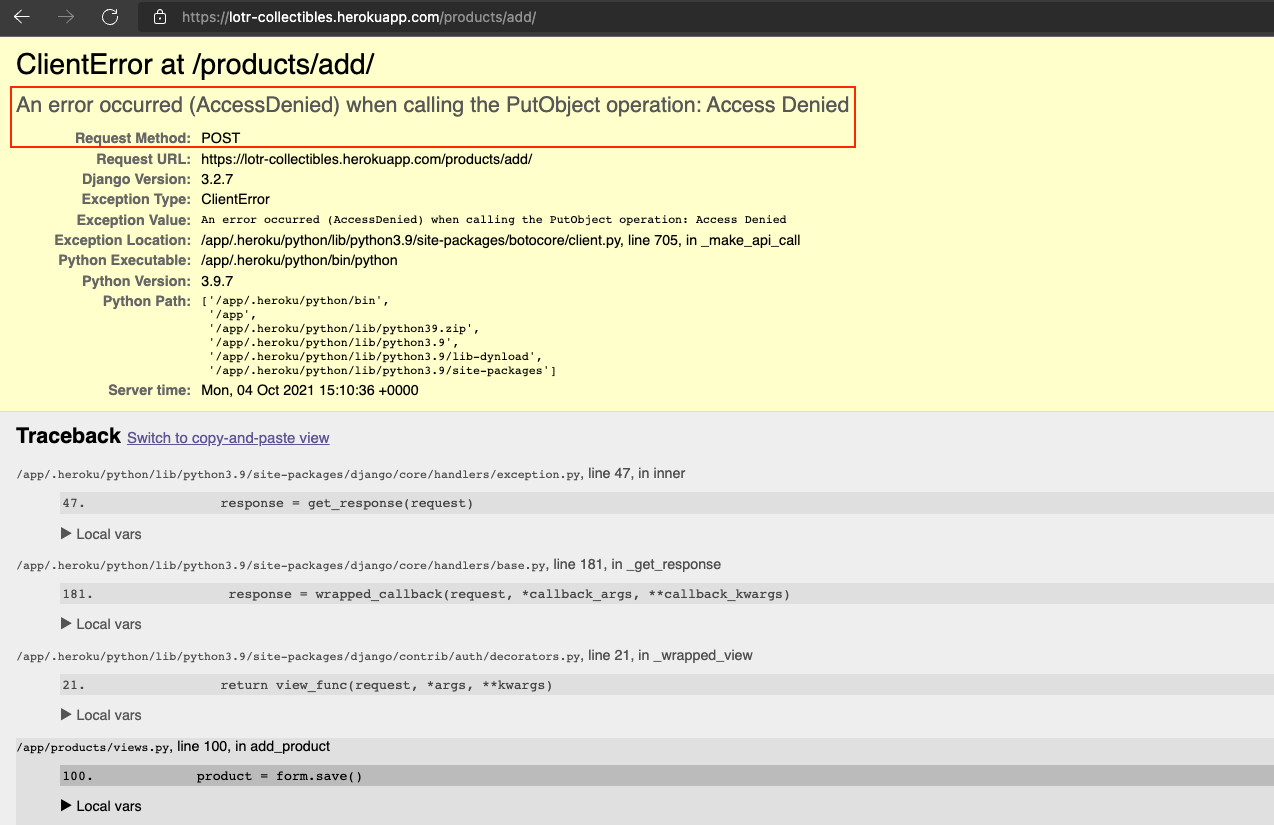 https://lotr-collectibles.herokuapp.com/products/add/
ClientError at /products/add/
An error occurred (AccessDenied) when calling the PutObject operation: Access Denied
Request Method: POST
Request URL: https://lotr-collectibles.herokuapp.com/products/add/
Django Version: 3.2.7
Exception Type: ClientError
Exception Value: An error occurred (AccessDenied) when calling the PutObject operation: Access Denied
Exception Location: /app/.heroku/python/lib/python3.9/site-packages/botocore/client.py, line 705, in _make_api_call
Python Executable: /app/.heroku/python/bin/python
Python Version: 3.9.7
Python Path: ['/app/.heroku/python/bin',
'/app',
'/app/.heroku/python/lib/python39.zip',
'/app/.heroku/python/lib/python3.9',
'/app/.heroku/python/lib/python3.9/lib-dynload',
'/app/.heroku/python/lib/python3.9/site-packages']
Server time: Mon, 04 Oct 2021 15:10:36 +0000
Traceback Switch to copy-and-paste view
/app/.heroku/python/lib/python3.9/site-packages/django/core/handlers/exception.py, line 47, in inner
47. response = get_response(request)
▶ Local vars
/app/.heroku/python/lib/python3.9/site-packages/django/core/handlers/base.py, line 181, in _get_response
181. response = wrapped_callback(request, *callback_args, **callback_kwargs)
▶ Local vars
/app/.heroku/python/lib/python3.9/site-packages/django/contrib/auth/decorators.py, line 21, in _wrapped_view
21. return view_func(request, *args, **kwargs)
▶ Local vars
/app/products/views.py, line 100, in add_product
100. product = form.save()
▶ Local vars